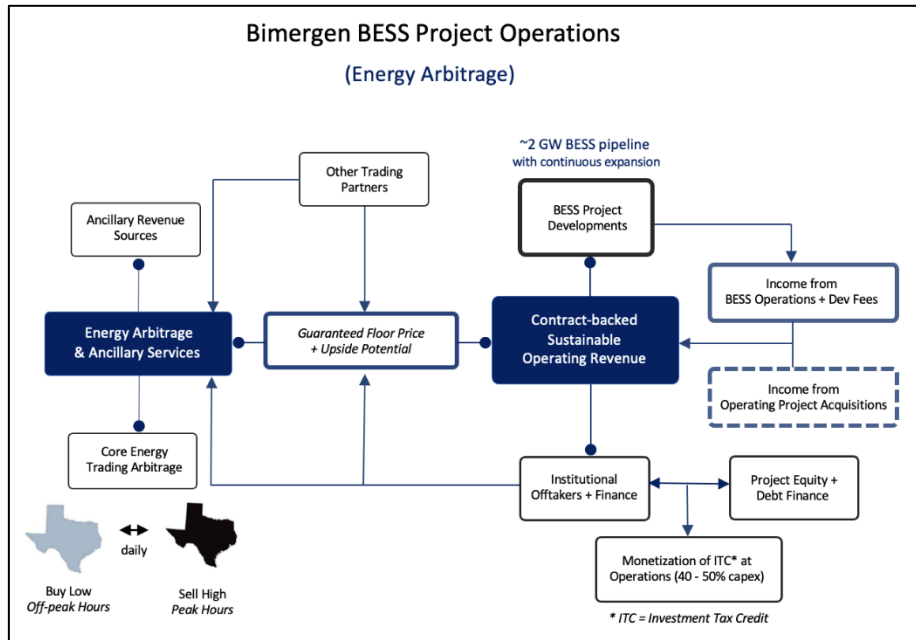 Bimergen BESS Project Operations
(Energy Arbitrage)
~2 GW BESS pipeline
with continuous expansion
Other Trading
Partners
BESS Project
Developments
Ancillary Revenue
Sources
Income from
BESS Operations + Dev Fees
Energy Arbitrage
& Ancillary Services
Guaranteed Floor Price
+ Upside Potential
Contract-backed
Sustainable
Operating Revenue
Income from
Operating Project Acquisitions
Core Energy
Trading Arbitrage
Institutional
Offtakers + Finance
Project Equity +
Debt Finance
daily
Buy Low
Off-peak Hours
Sell High
Peak Hours
Monetization of ITC* at
Operations (40 - 50% capex)
* ITC = Investment Tax Credit